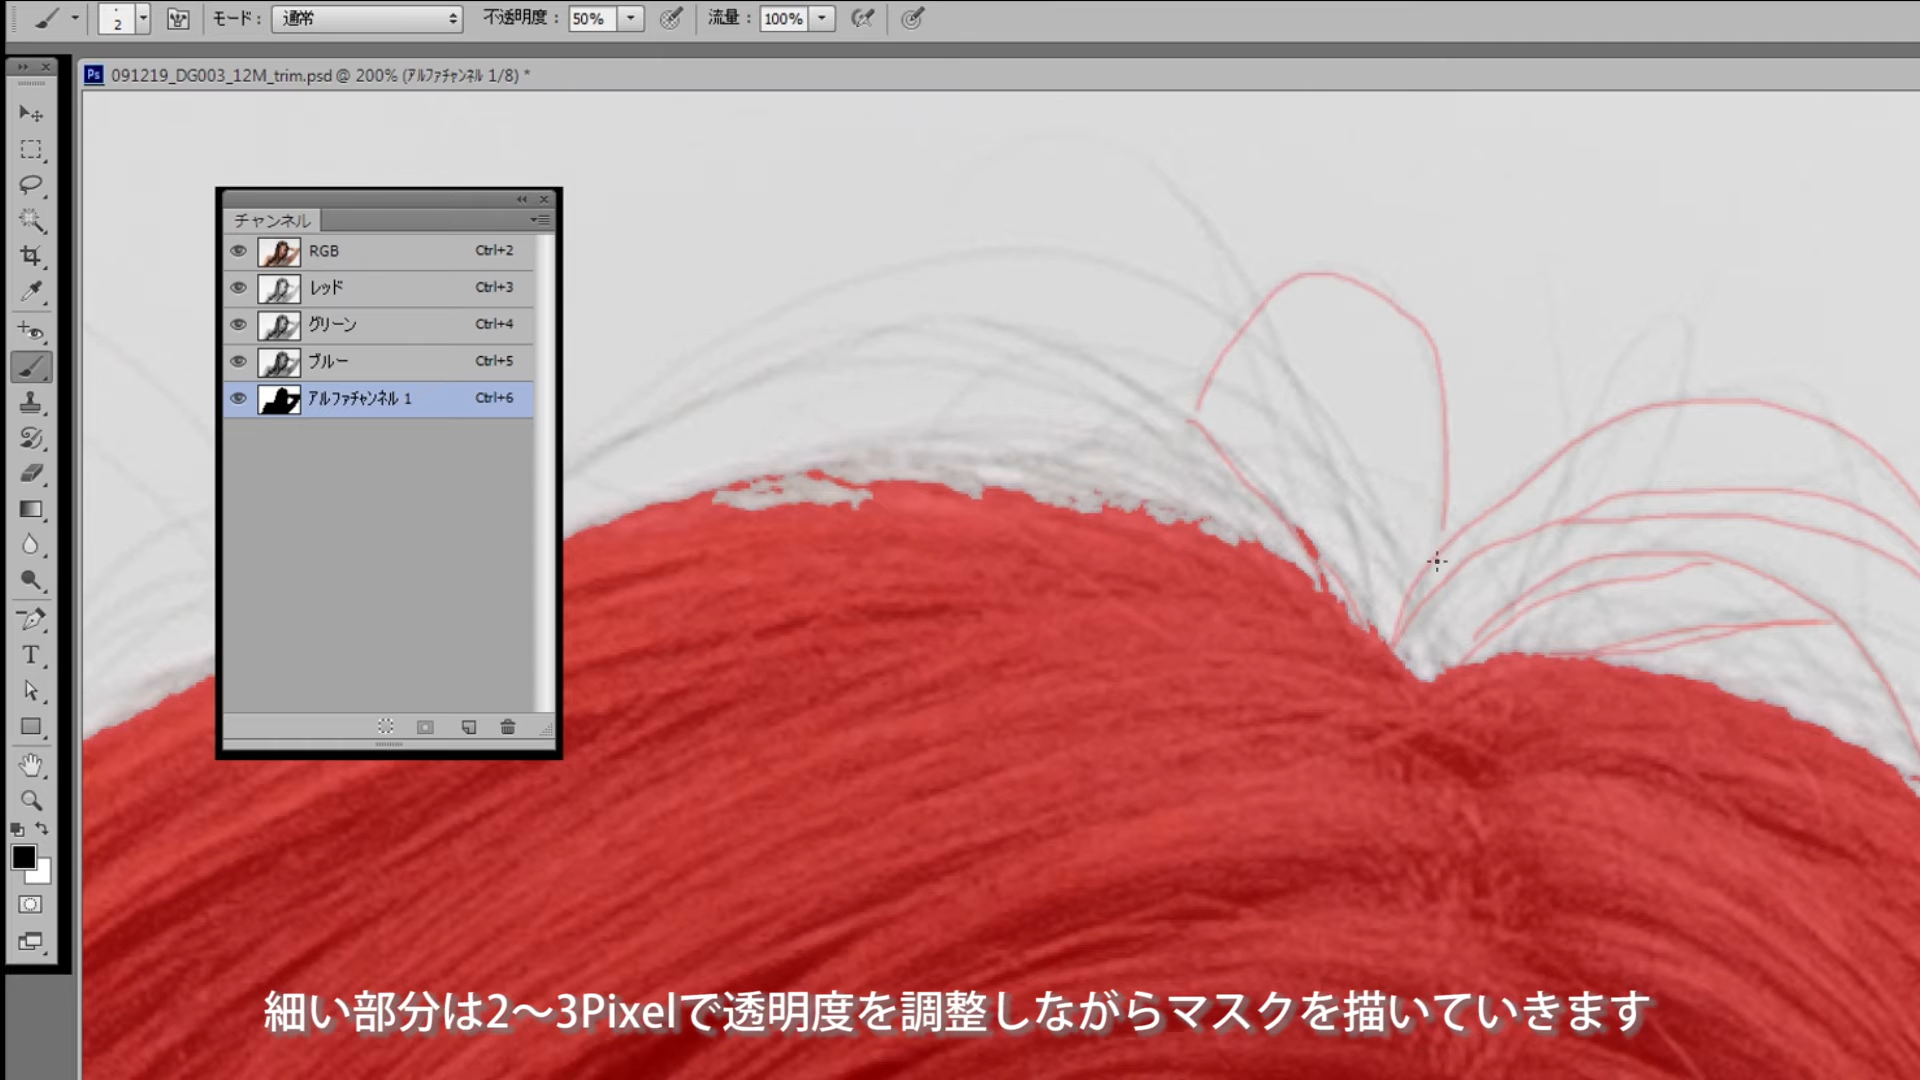 2
モード：
通常
不透明度：
50%
流量：
100%
Ps
091219_DG003_12M_trim.psd @ 200% (ｱﾙﾌｧﾁｬﾝﾈﾙ 1/8) *
チャンネル
RGB Ctrl+2
レッド Ctrl+3
グリーン Ctrl+4
ブルー Ctrl+5
ｱﾙﾌｧﾁｬﾝﾈﾙ 1 Ctrl+6
T
細い部分は2～3Pixelで透明度を調整しながらマスクを描いていきます